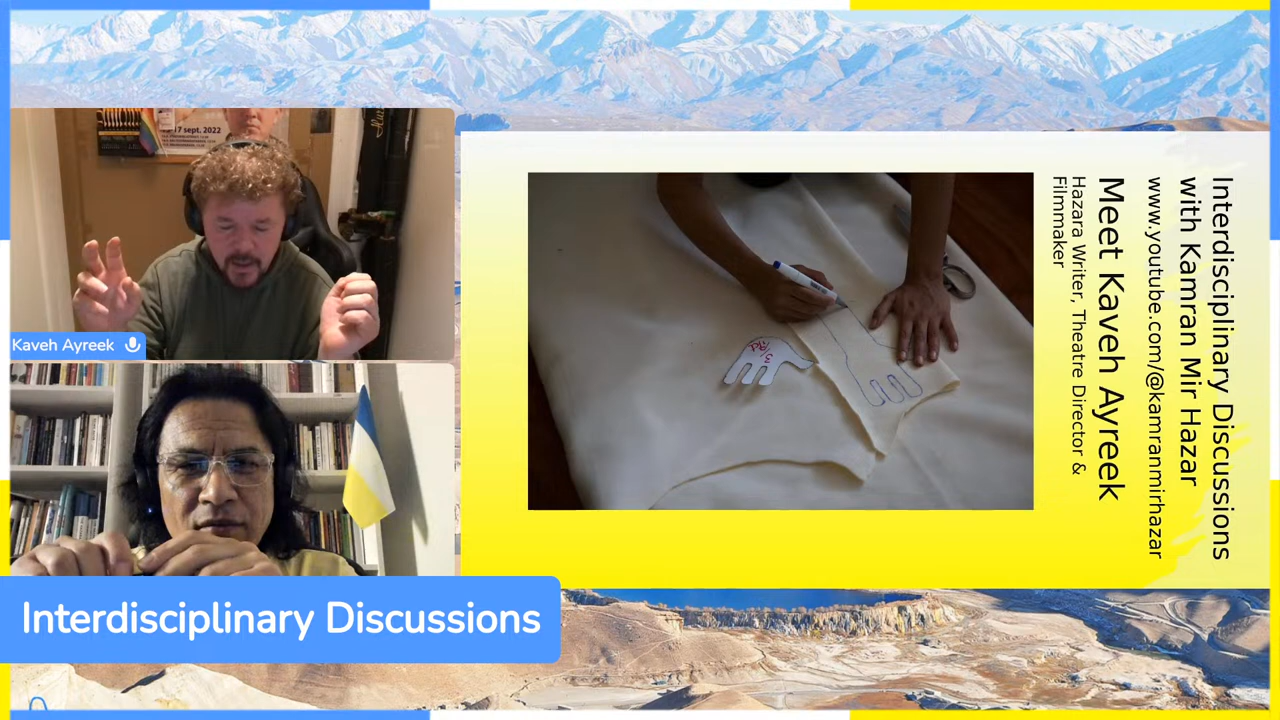 17 sept. 2022
Kaveh Ayreek
Interdisciplinary Discussions
Interdisciplinary Discussions
with Kamran Mir Hazar
www.youtube.com/@kamranmirhazar
Meet Kaveh Ayreek
Hazara Writer, Theatre Director &
Filmmaker